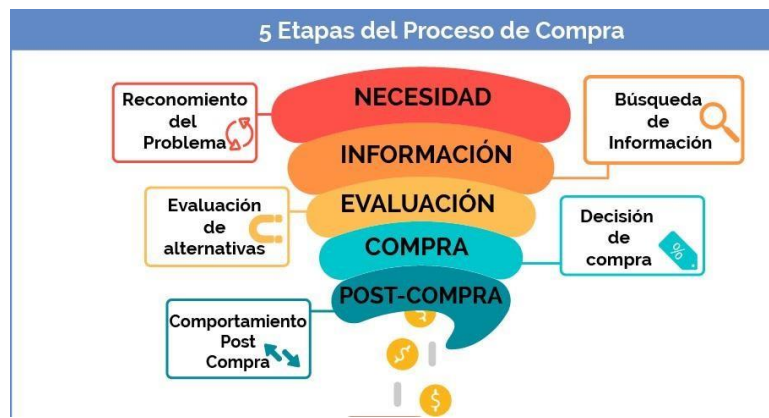 5 Etapas del Proceso de Compra
Reconomiento
del
Problema
NECESIDAD
Búsqueda
de
Información
INFORMACIÓN
Evaluación
de
alternativas
EVALUACIÓN
Decisión
de
compra
%
COMPRA
Comportamiento
Post
Compra
POST-COMPRA
$
$
$